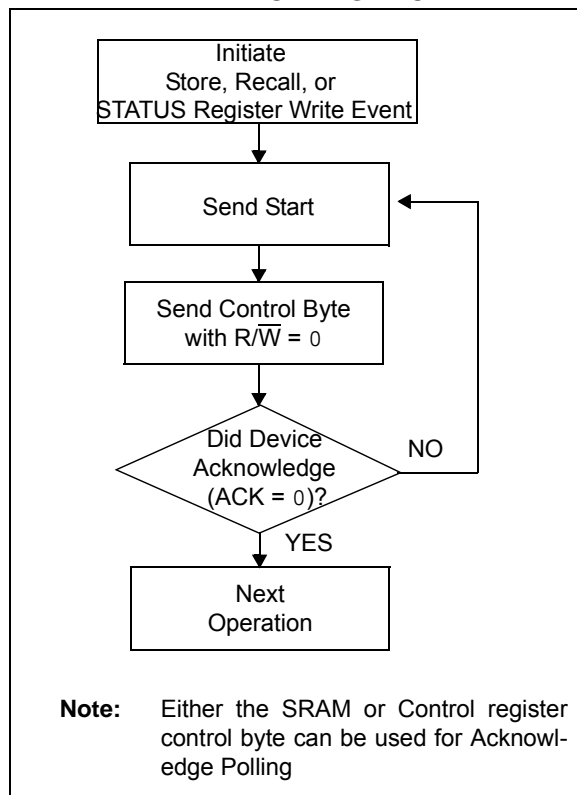 Initiate
Store, Recall, or
STATUS Register Write Event
Send Start
Send Control Byte
with R/W̅ = 0
Did Device
Acknowledge
(ACK = 0)?
NO
YES
Next
Operation
Note: Either the SRAM or Control register
control byte can be used for Acknowl-
edge Polling